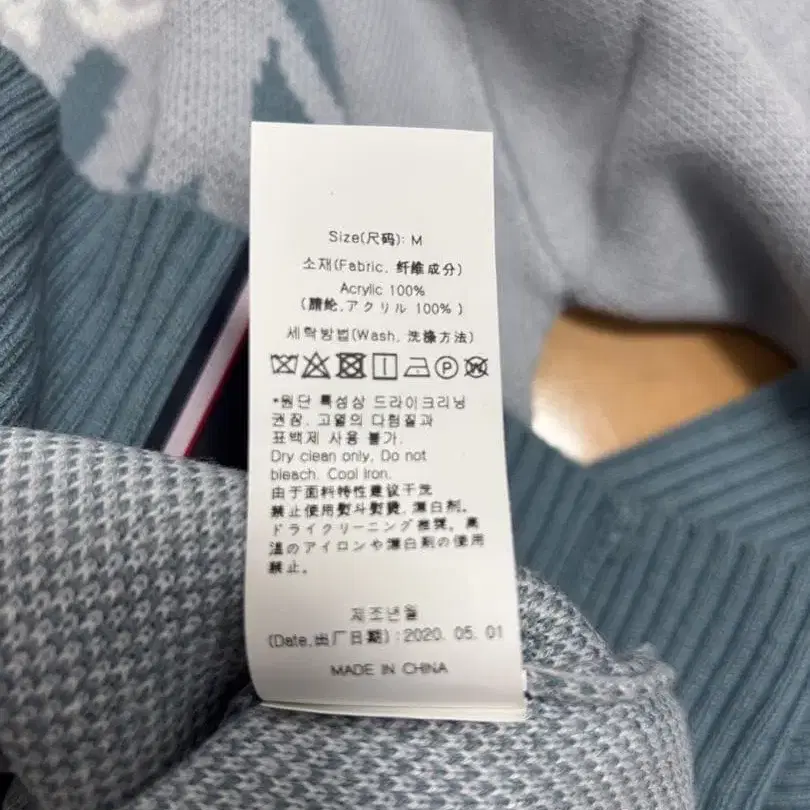 Size(尺码): M
소재(Fabric, 纤维成分)
Acrylic 100%
(腈纶,アクリル 100% )
세탁방법(Wash, 洗涤方法)
P W
*원단 특성상 드라이크리닝
권장, 고열의 다림질과
표백제 사용 불가.
Dry clean only, Do not
bleach. Cool Iron.
由于面料特性建议干洗
禁止使用熨斗熨烫, 漂白剂.
ドライクリーニング推奨。高
温のアイロンや漂白剤の使用
禁止。
제조년월
(Date,出厂日期) :2020. 05. 01
MADE IN CHINA